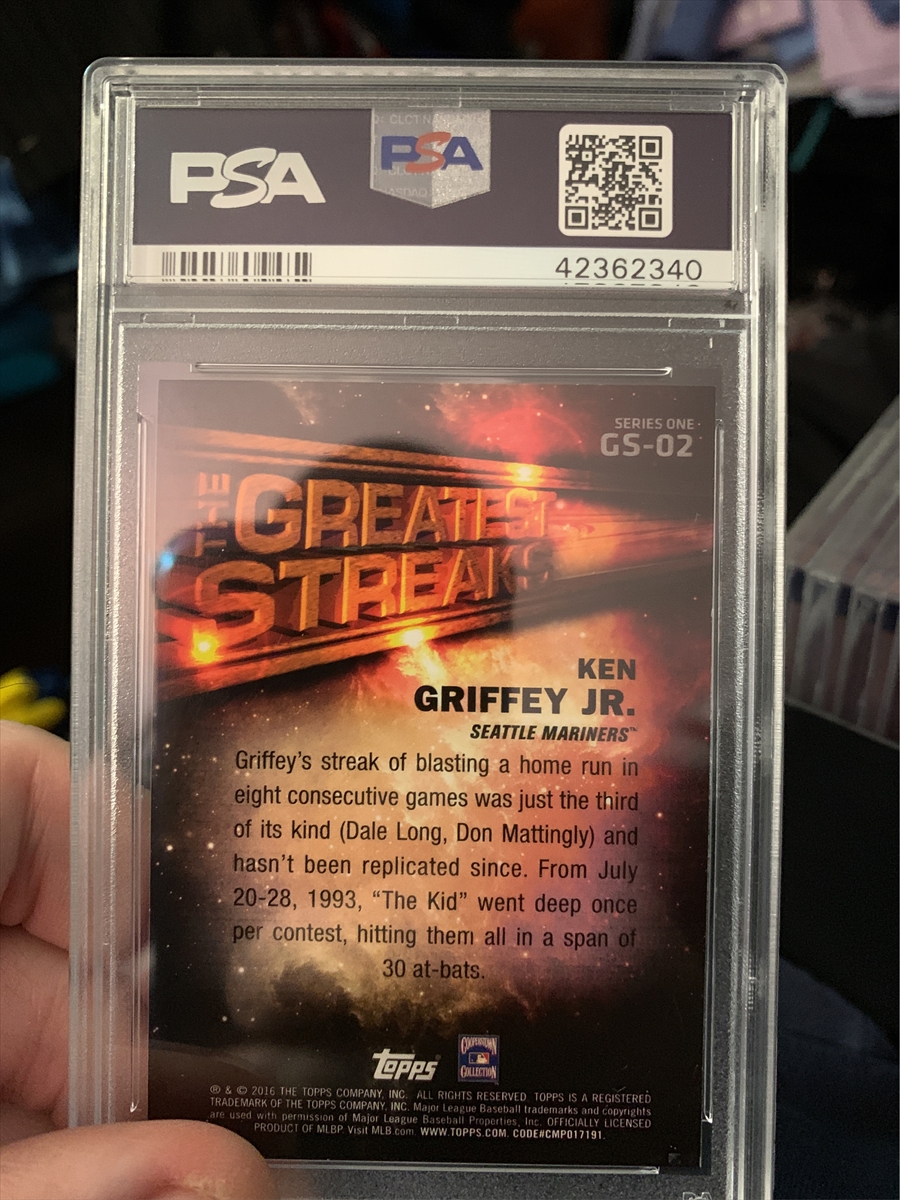 PSA
PSA
42362340
SERIES ONE
GS-02
THE GREATEST
STREAKS
KEN
GRIFFEY JR.
SEATTLE MARINERS™
Griffey's streak of blasting a home run in
eight consecutive games was just the third
of its kind (Dale Long, Don Mattingly) and
hasn't been replicated since. From July
20-28, 1993, “The Kid” went deep once
per contest, hitting them all in a span of
30 at-bats.
topps
COOPERSTOWN
COLLECTION
® & © 2016 THE TOPPS COMPANY, INC. ALL RIGHTS RESERVED. TOPPS IS A REGISTERED
TRADEMARK OF THE TOPPS COMPANY, INC. Major League Baseball trademarks and copyrights
are used with permission of Major League Baseball Properties, Inc. OFFICIALLY LICENSED
PRODUCT OF MLBP. Visit MLB.com. WWW.TOPPS.COM. CODE#CMP017191.